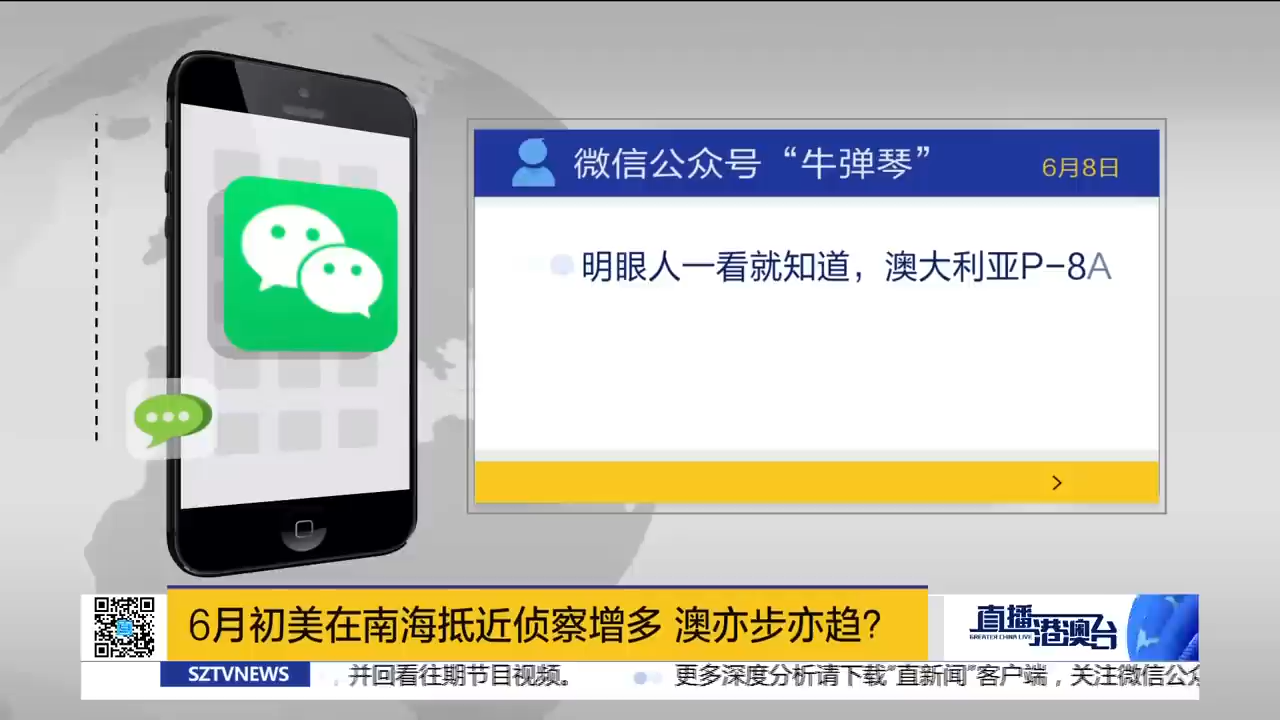 微信公众号“牛弹琴”
6月8日
明眼人一看就知道，澳大利亚P-8A
6月初美在南海抵近侦察增多 澳亦步亦趋？
直播港澳台
GREATER CHINA LIVE
SZTVNEWS
，并回看往期节目视频。 更多深度分析请下载“直新闻”客户端，关注微信公众